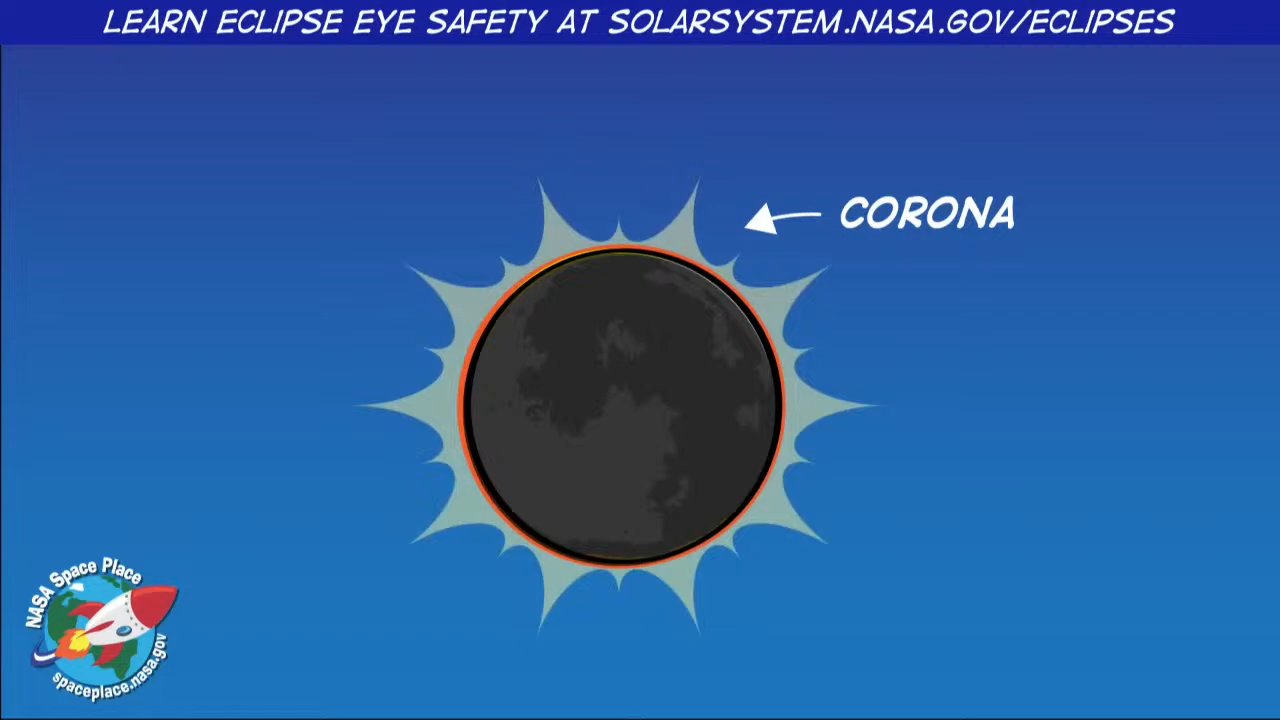 LEARN ECLIPSE EYE SAFETY AT SOLARSYSTEM.NASA.GOV/ECLIPSES
CORONA
NASA Space Place
spaceplace.nasa.gov